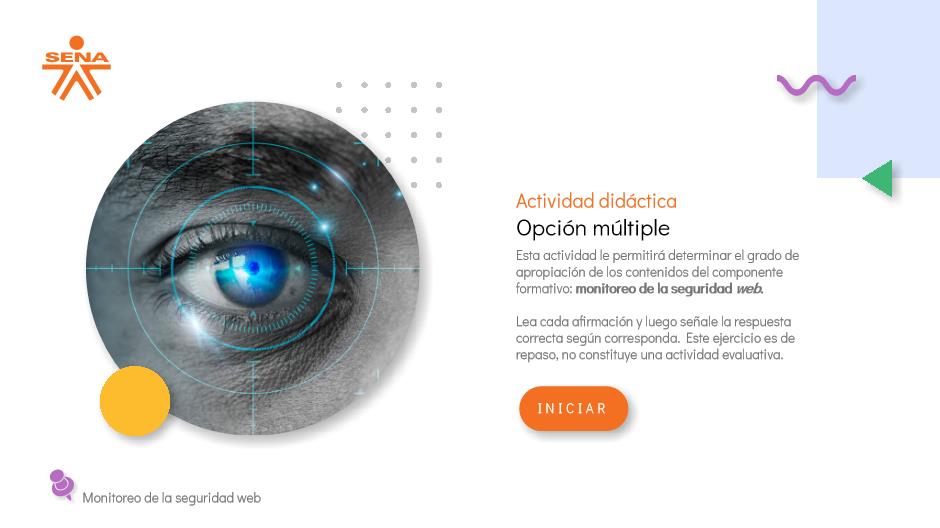 SENA
Actividad didáctica
Opción múltiple
Esta actividad le permitirá determinar el grado de
apropiación de los contenidos del componente
formativo: monitoreo de la seguridad web.
Lea cada afirmación y luego señale la respuesta
correcta según corresponda. Este ejercicio es de
repaso, no constituye una actividad evaluativa.
INICIAR
Monitoreo de la seguridad web